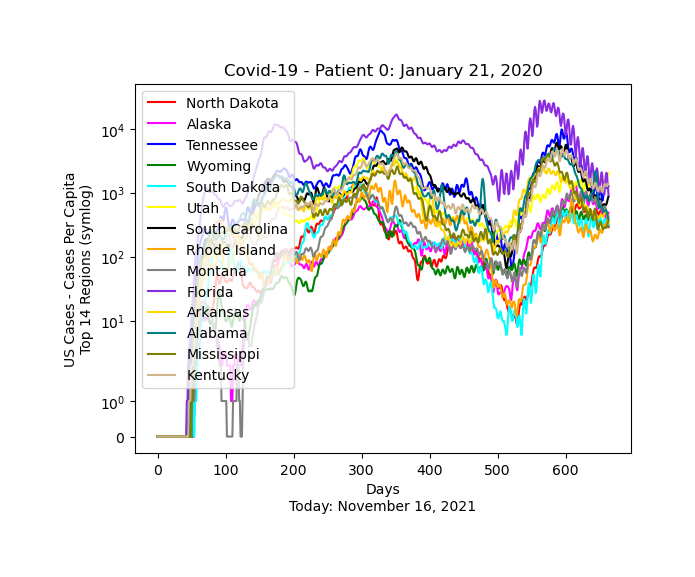 Covid-19 - Patient 0: January 21, 2020
US Cases - Cases Per Capita
Top 14 Regions (symlog)
10^4
10^3
10^2
10^1
10^0
0
North Dakota
Alaska
Tennessee
Wyoming
South Dakota
Utah
South Carolina
Rhode Island
Montana
Florida
Arkansas
Alabama
Mississippi
Kentucky
0 100 200 300 400 500 600
Days
Today: November 16, 2021